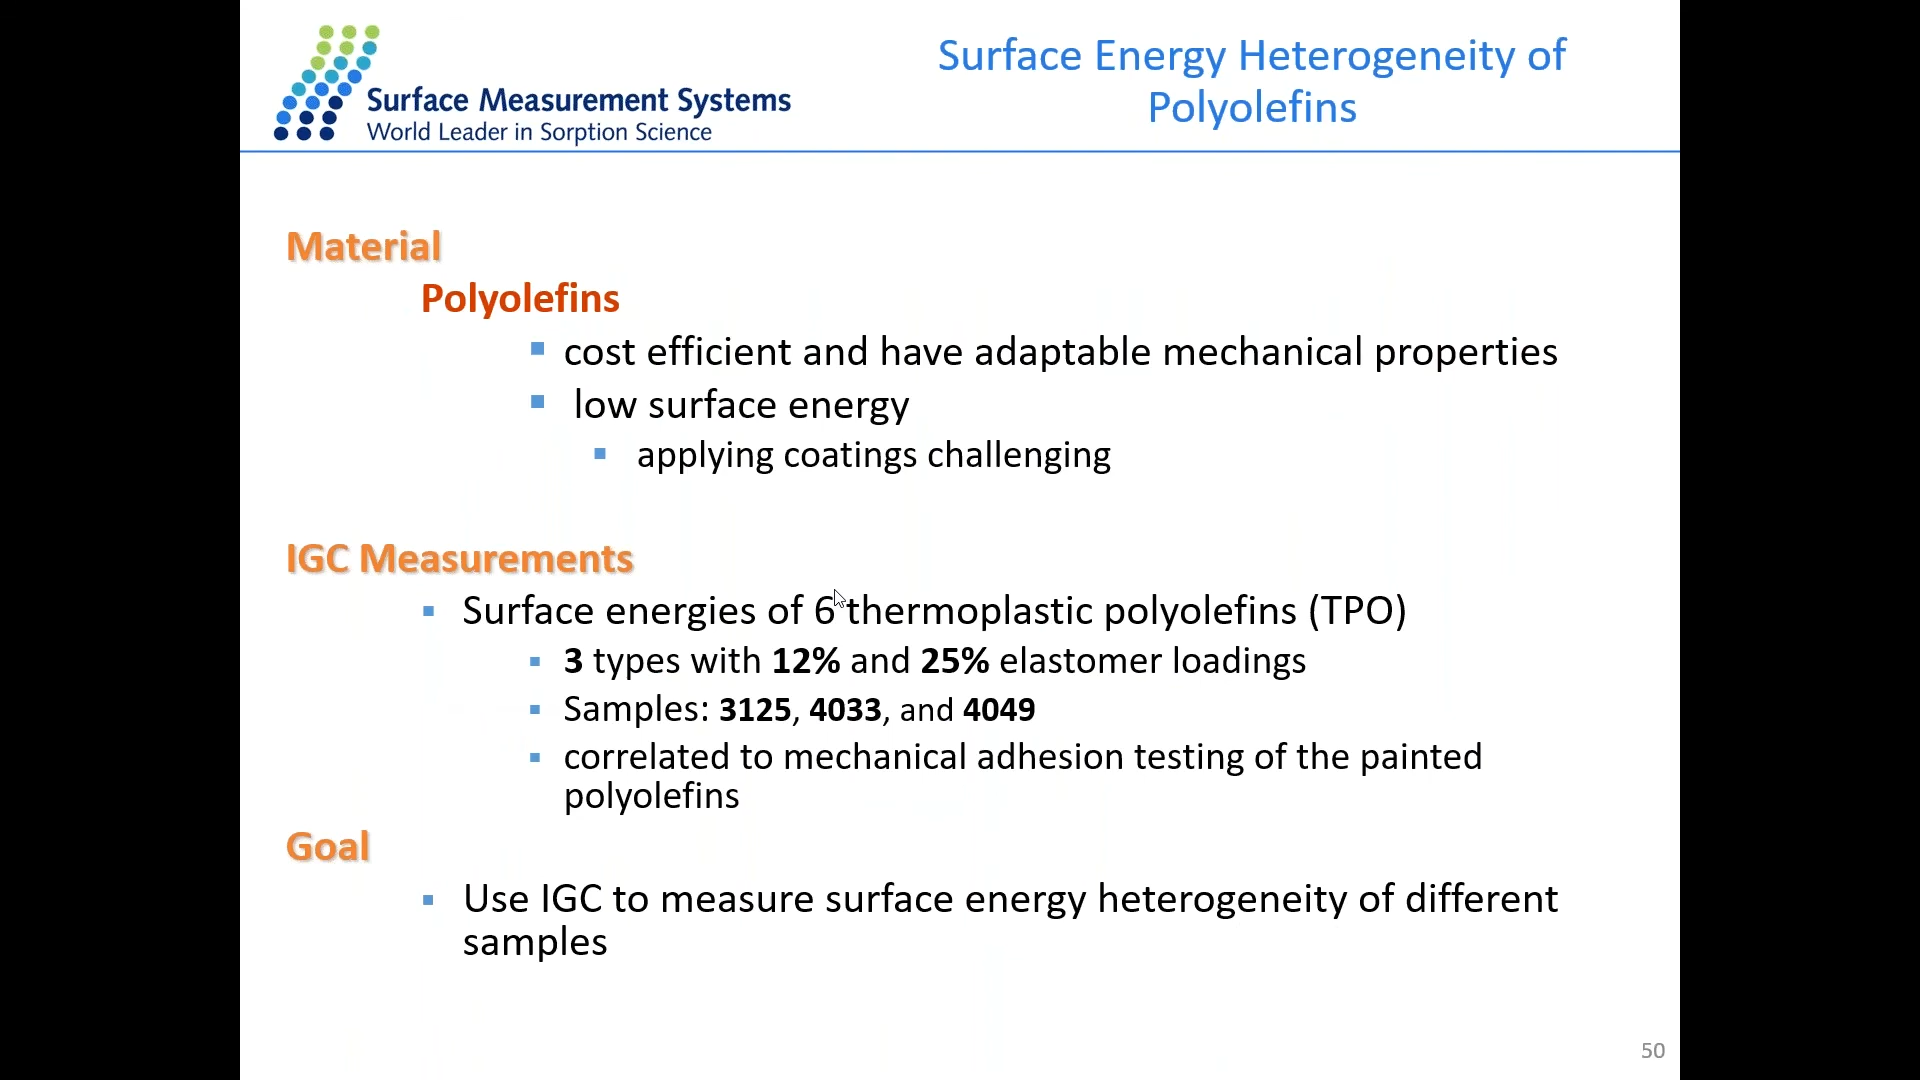 Surface Measurement Systems
World Leader in Sorption Science
Surface Energy Heterogeneity of
Polyolefins
Material
Polyolefins
cost efficient and have adaptable mechanical properties
low surface energy
applying coatings challenging
IGC Measurements
Surface energies of 6 thermoplastic polyolefins (TPO)
3 types with 12% and 25% elastomer loadings
Samples: 3125, 4033, and 4049
correlated to mechanical adhesion testing of the painted
polyolefins
Goal
Use IGC to measure surface energy heterogeneity of different
samples
50